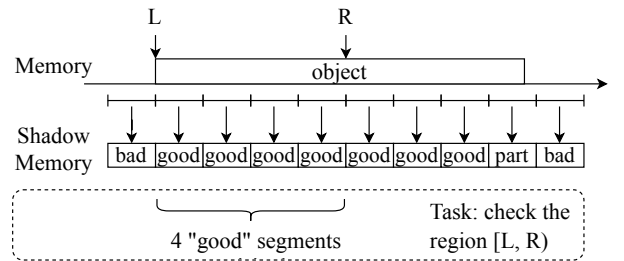 L R
Memory object
Shadow
Memory
bad good good good good good good good part bad
Task: check the
region [L, R)
4 "good" segments